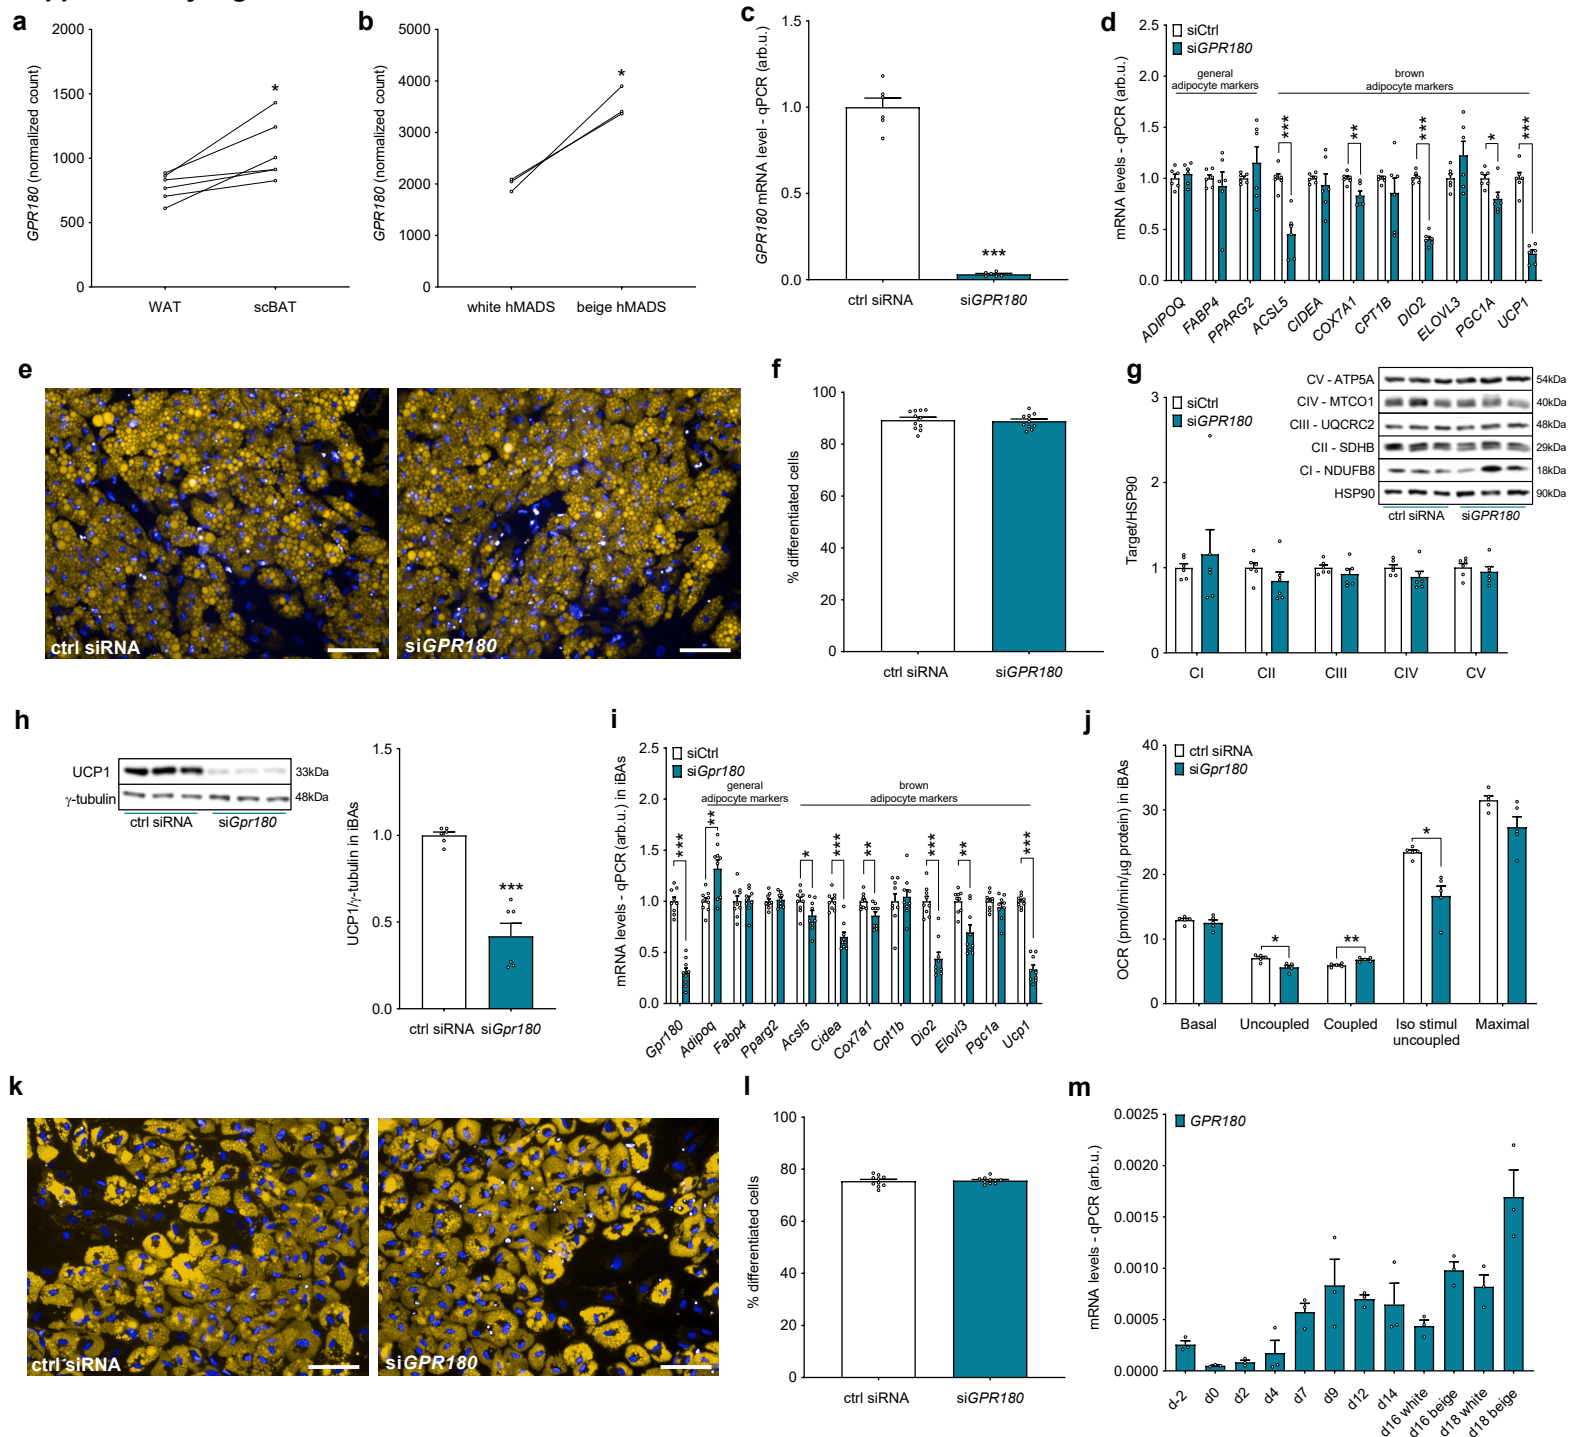 a
GPR180 (normalized count)
2000
1500
1000
500
0
WAT
scBAT
*
b
GPR180 (normalized count)
5000
4000
3000
2000
1000
0
white hMADS
beige hMADS
*
c
GPR180 mRNA level - qPCR (arb.u.)
1.5
1.0
0.5
0.0
***
ctrl siRNA
siGPR180
d
mRNA levels - qPCR (arb.u.)
2.5
2.0
1.5
1.0
0.5
0.0
siCtrl
siGPR180
general
adipocyte markers
brown
adipocyte markers
***
**
***
*
***
ADIPOQ
FABP4
PPARG2
ACSL5
CIDEA
COX7A1
CPT1B
DIO2
ELOVL3
PGC1A
UCP1
e
ctrl siRNA
siGPR180
f
% differentiated cells
100
80
60
40
20
0
ctrl siRNA
siGPR180
g
Target/HSP90
3
2
1
0
siCtrl
siGPR180
CV - ATP5A
54kDa
CIV - MTCO1
40kDa
CIII - UQCRC2
48kDa
CII - SDHB
29kDa
CI - NDUFB8
18kDa
HSP90
90kDa
ctrl siRNA
siGPR180
CI
CII
CIII
CIV
CV
h
UCP1
33kDa
γ-tubulin
48kDa
ctrl siRNA
siGpr180
UCP1/γ-tubulin in iBAs
1.5
1.0
0.5
0.0
***
ctrl siRNA
siGpr180
i
mRNA levels - qPCR (arb.u.) in iBAs
2.5
2.0
1.5
1.0
0.5
0.0
siCtrl
siGpr180
general
adipocyte markers
brown
adipocyte markers
***
**
*
***
**
***
**
***
Gpr180
Adipoq
Fabp4
Pparg2
Acsl5
Cidea
Cox7a1
Cpt1b
Dio2
Elovl3
Pgc1a
Ucp1
j
OCR (pmol/min/µg protein) in iBAs
40
30
20
10
0
ctrl siRNA
siGpr180
*
**
*
Basal
Uncoupled
Coupled
Iso stimul
uncoupled
Maximal
k
ctrl siRNA
siGPR180
l
% differentiated cells
100
80
60
40
20
0
ctrl siRNA
siGPR180
m
mRNA levels - qPCR (arb.u.)
0.0025
0.0020
0.0015
0.0010
0.0005
0.0000
GPR180
d-2
d0
d2
d4
d7
d9
d12
d14
d16 white
d16 beige
d18 white
d18 beige